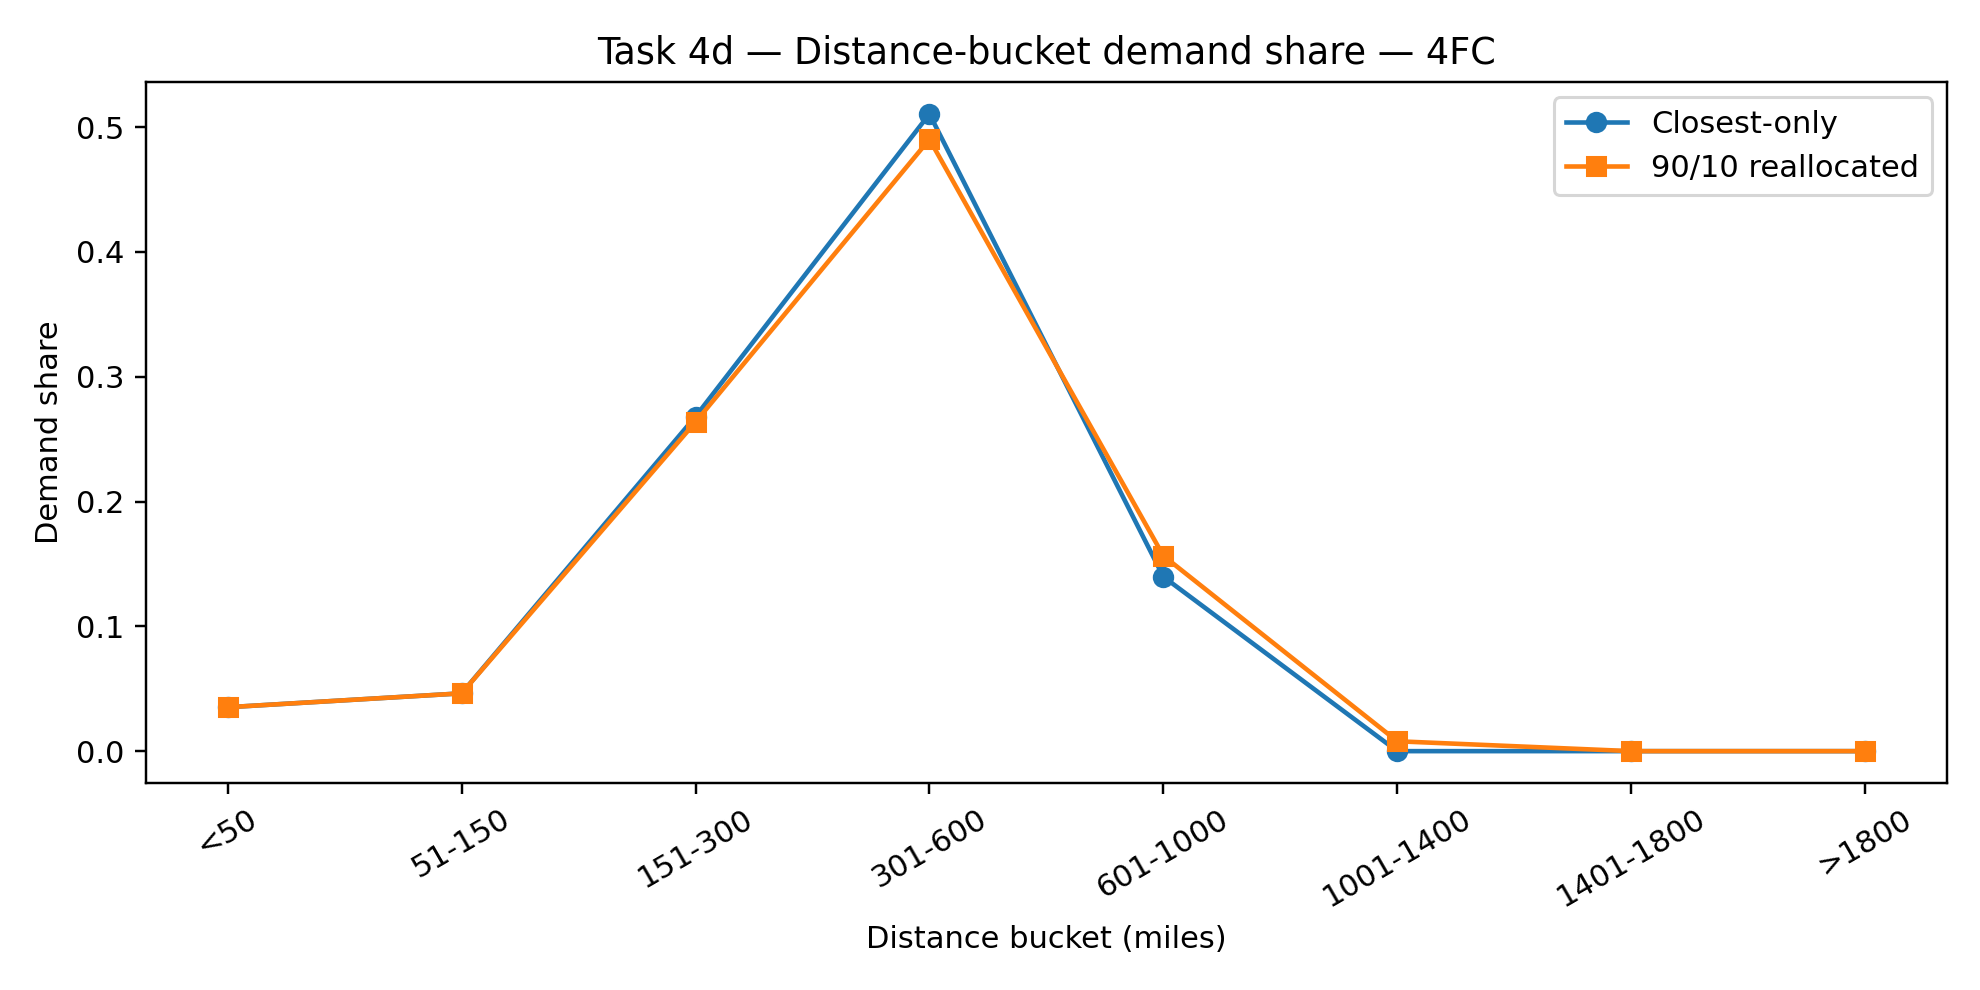 Task 4d — Distance-bucket demand share — 4FC
Closest-only
90/10 reallocated
Demand share
0.5
0.4
0.3
0.2
0.1
0.0
<50
51-150
151-300
301-600
601-1000
1001-1400
1401-1800
>1800
Distance bucket (miles)